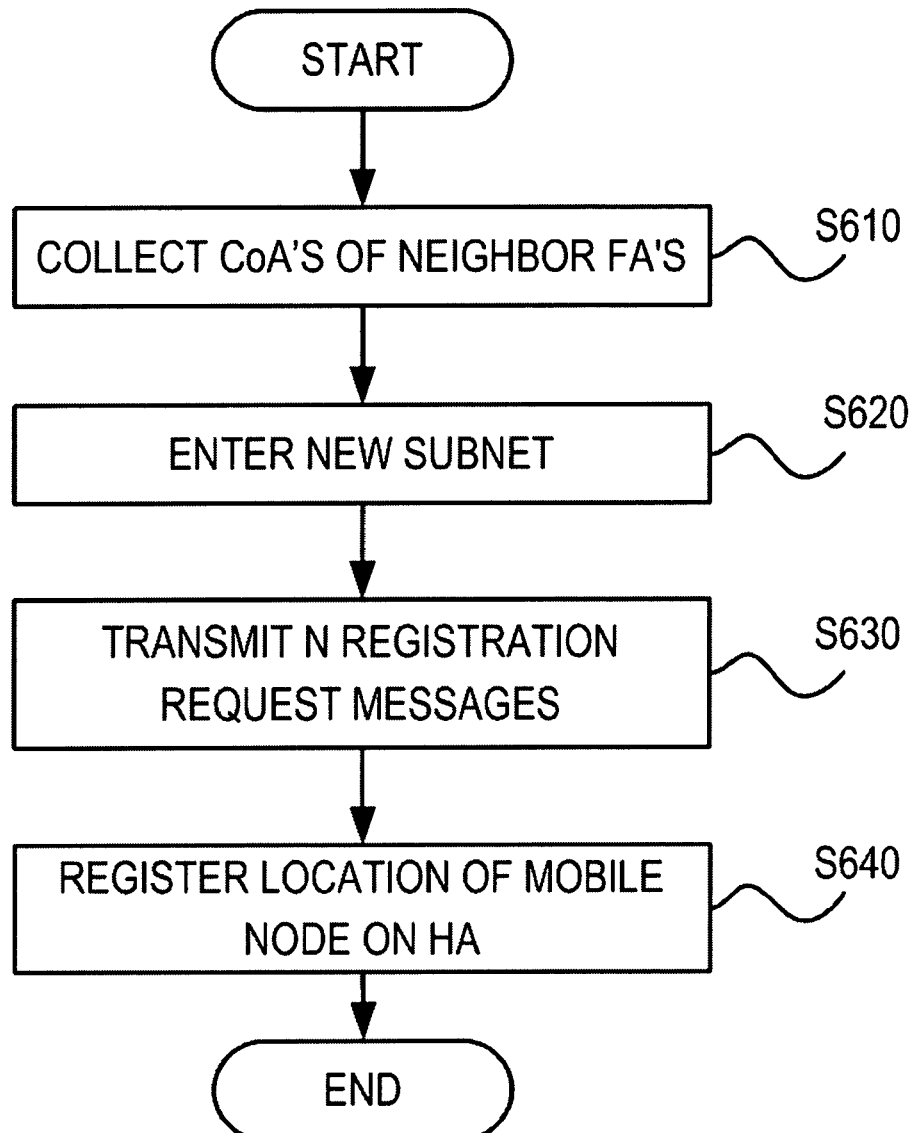 START
COLLECT CoA'S OF NEIGHBOR FA'S
S610
ENTER NEW SUBNET
S620
TRANSMIT N REGISTRATION
REQUEST MESSAGES
S630
REGISTER LOCATION OF MOBILE
NODE ON HA
S640
END